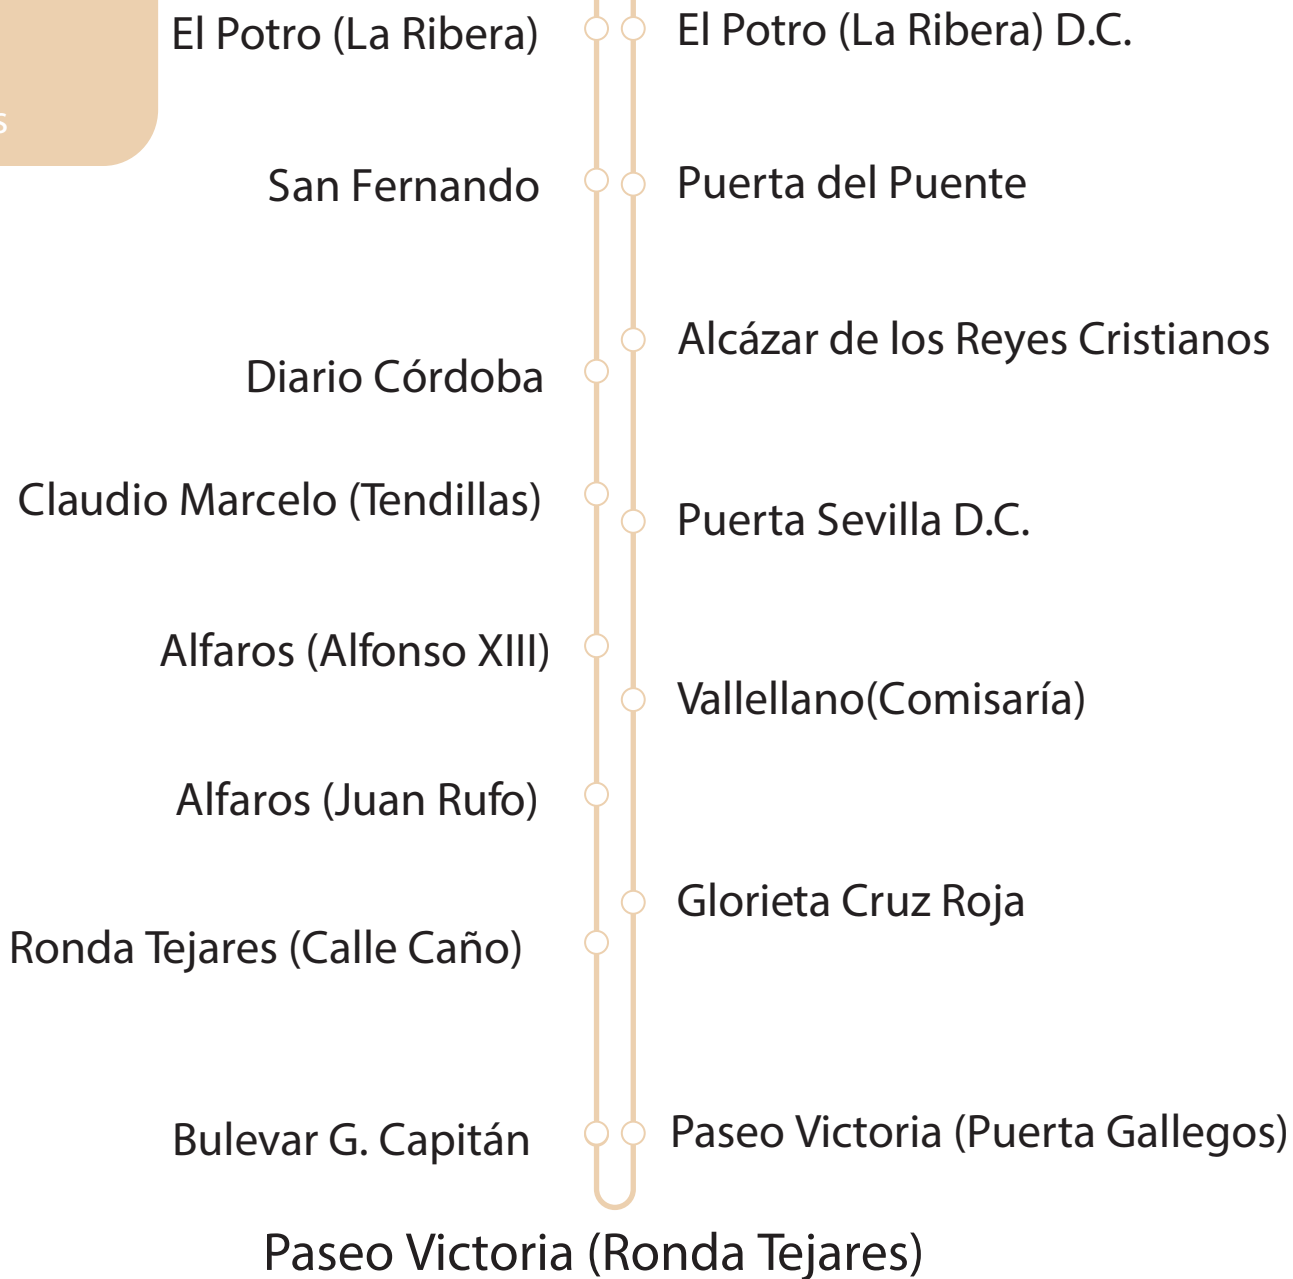 El Potro (La Ribera)
El Potro (La Ribera) D.C.
s
San Fernando
Puerta del Puente
Alcázar de los Reyes Cristianos
Diario Córdoba
Claudio Marcelo (Tendillas)
Puerta Sevilla D.C.
Alfaros (Alfonso XIII)
Vallellano(Comisaría)
Alfaros (Juan Rufo)
Glorieta Cruz Roja
Ronda Tejares (Calle Caño)
Bulevar G. Capitán
Paseo Victoria (Puerta Gallegos)
Paseo Victoria (Ronda Tejares)